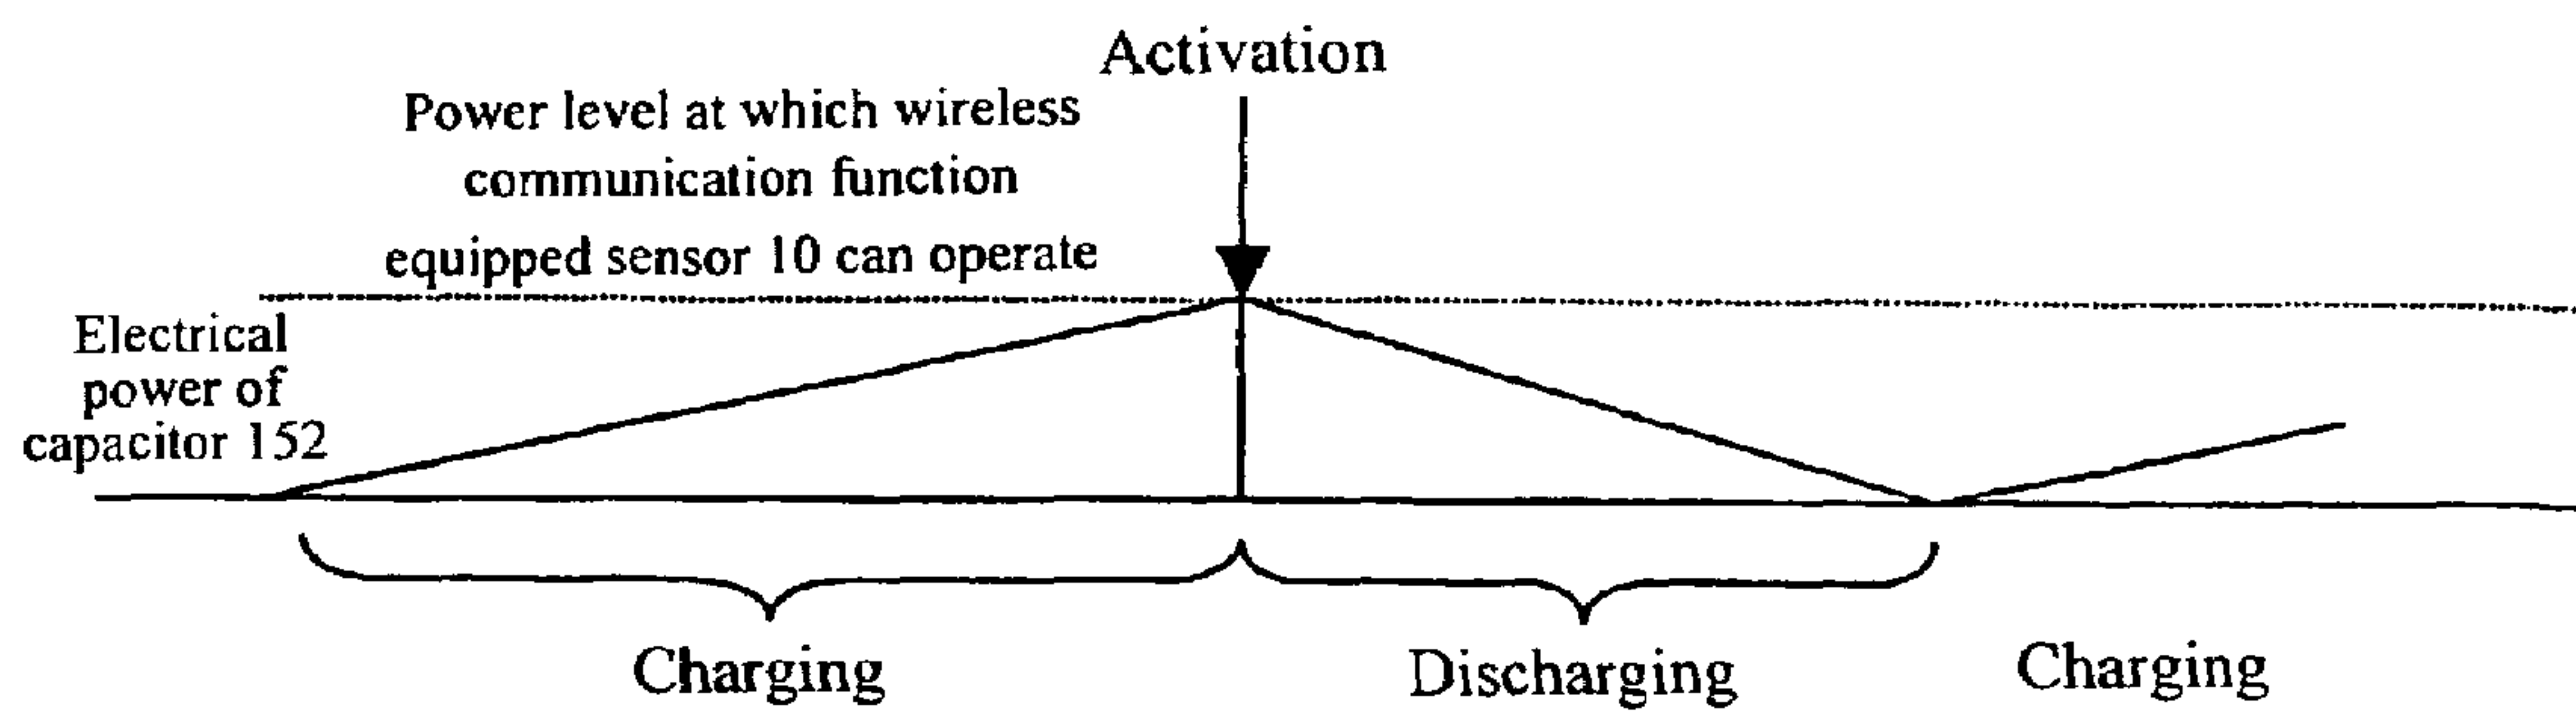 Activation
Power level at which wireless
communication function
equipped sensor 10 can operate
Electrical
power of
capacitor 152
Charging
Discharging
Charging